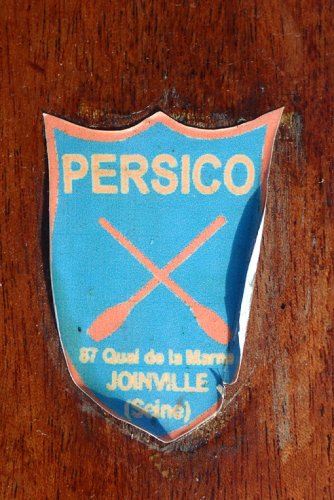 PERSICO
87 Quai de la Marne
JOINVILLE
(Seine)